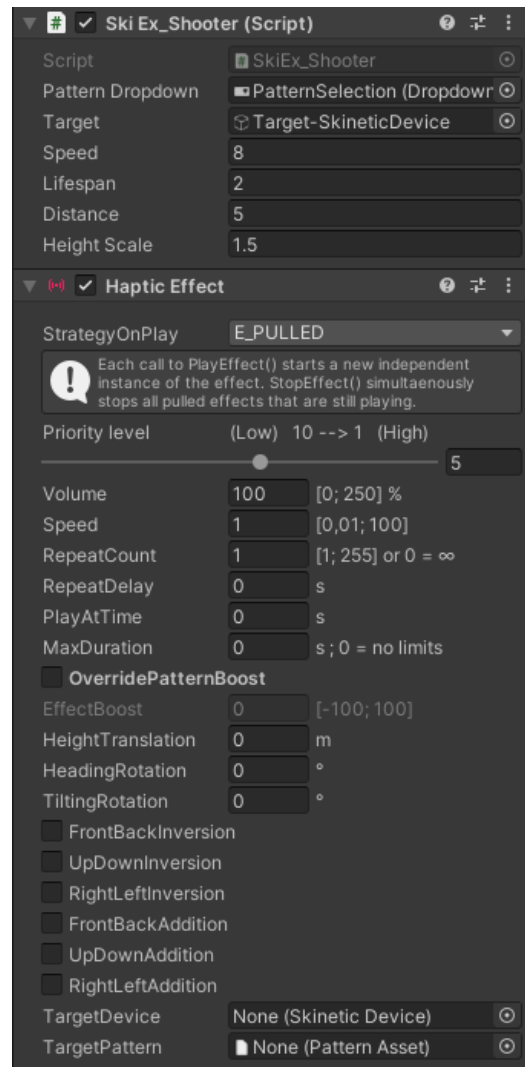 Ski Ex_Shooter (Script)
Script SkiEx_Shooter
Pattern Dropdown PatternSelection (Dropdown
Target Target-SkineticDevice
Speed 8
Lifespan 2
Distance 5
Height Scale 1.5
Haptic Effect
StrategyOnPlay E_PULLED
Each call to PlayEffect() starts a new independent
instance of the effect. StopEffect() simultaenously
stops all pulled effects that are still playing.
Priority level (Low) 10 --> 1 (High)
5
Volume 100 [0; 250] %
Speed 1 [0,01; 100]
RepeatCount 1 [1; 255] or 0 = ∞
RepeatDelay 0 s
PlayAtTime 0 s
MaxDuration 0 s ; 0 = no limits
OverridePatternBoost
EffectBoost 0 [-100; 100]
HeightTranslation 0 m
HeadingRotation 0 °
TiltingRotation 0 °
FrontBackInversion
UpDownInversion
RightLeftInversion
FrontBackAddition
UpDownAddition
RightLeftAddition
TargetDevice None (Skinetic Device)
TargetPattern None (Pattern Asset)